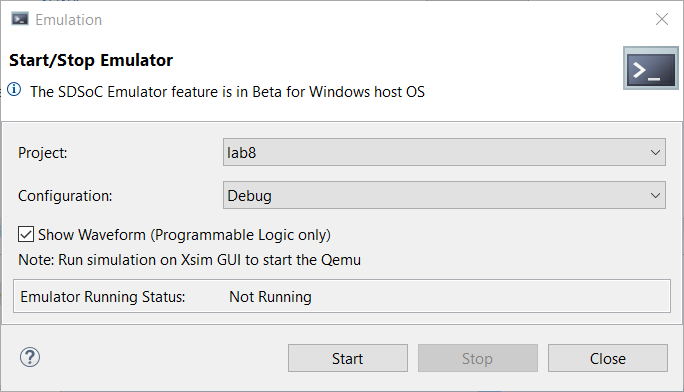 Emulation
Start/Stop Emulator
The SDSoC Emulator feature is in Beta for Windows host OS
Project: lab8
Configuration: Debug
Show Waveform (Programmable Logic only)
Note: Run simulation on Xsim GUI to start the Qemu
Emulator Running Status: Not Running
Start Stop Close